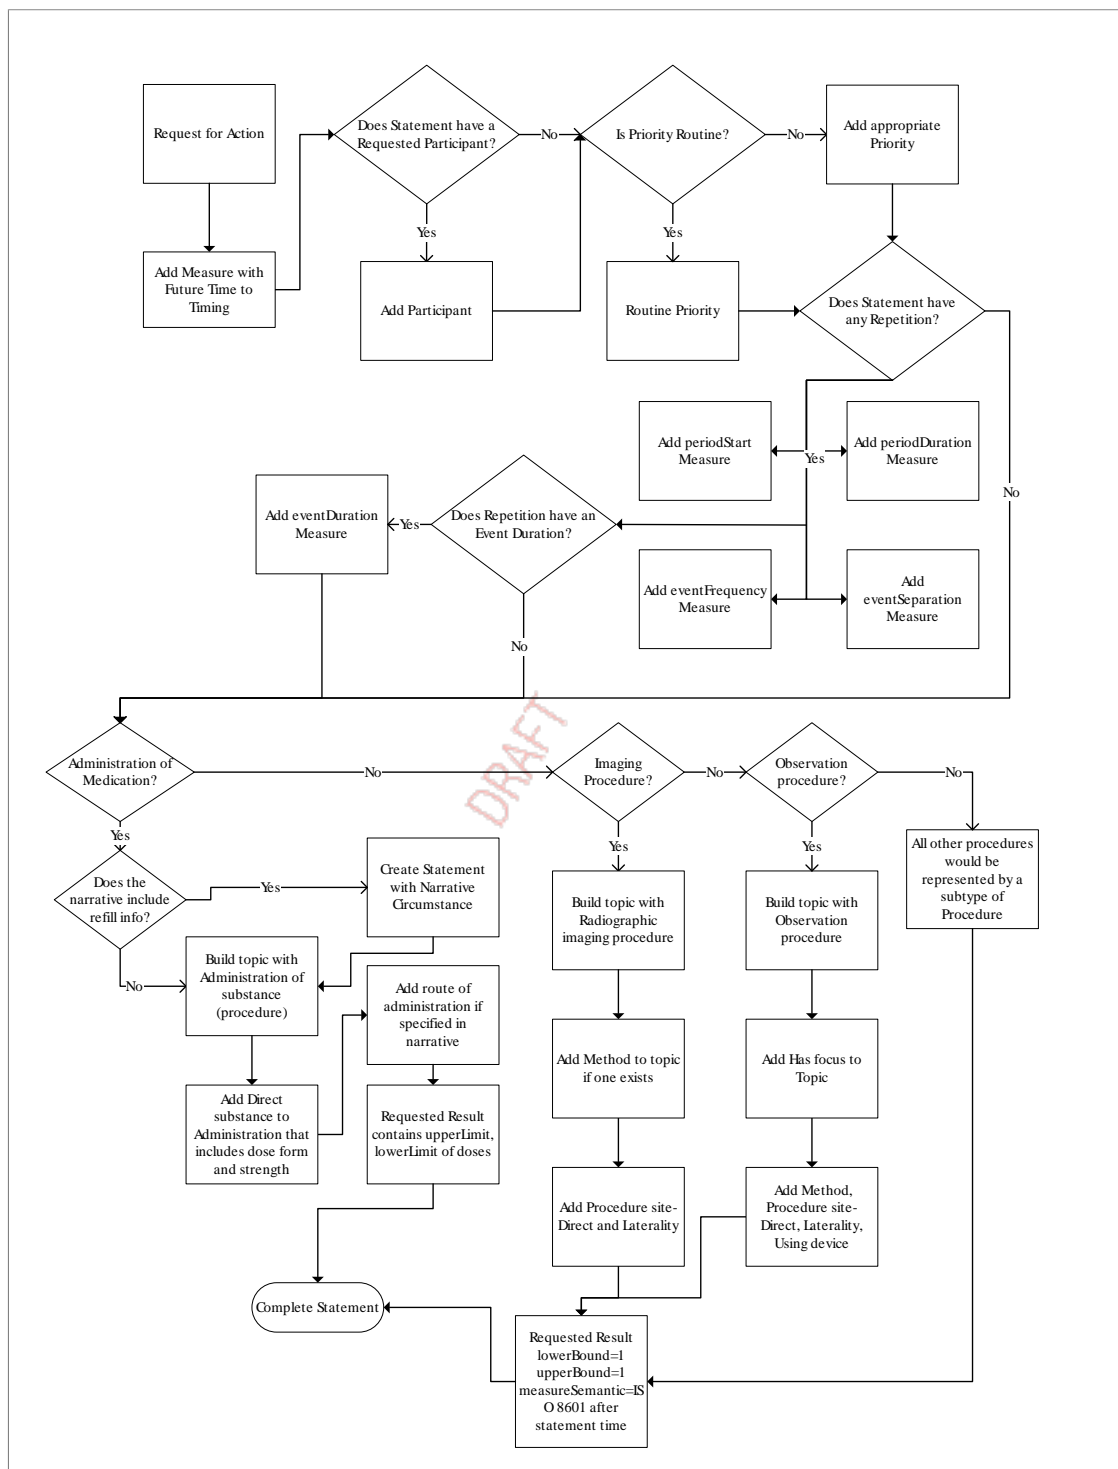 Request for Action
Does Statement have a
Requested Participant?
No
Is Priority Routine?
No
Add appropriate
Priority
Yes
Yes
Add Measure with
Future Time to
Timing
Add Participant
Routine Priority
Does Statement have
any Repetition?
Add periodStart
Measure
Yes
Add periodDuration
Measure
No
Add eventDuration
Measure
Yes
Does Repetition have an
Event Duration?
Add eventFrequency
Measure
Add
eventSeparation
Measure
No
DRAFT
Administration of
Medication?
No
Imaging
Procedure?
No
Observation
procedure?
No
Yes
Yes
Yes
All other procedures
would be
represented by a
subtype of
Procedure
Does the
narrative include
refill info?
Yes
Create Statement
with Narrative
Circumstance
Build topic with
Radiographic
imaging procedure
Build topic with
Observation
procedure
No
Build topic with
Administration of
substance
(procedure)
Add route of
administration if
specified in
narrative
Add Method to topic
if one exists
Add Has focus to
Topic
Add Direct
substance to
Administration that
includes dose form
and strength
Requested Result
contains upperLimit,
lowerLimit of doses
Add Procedure site-
Direct and Laterality
Add Method,
Procedure site-
Direct, Laterality,
Using device
Complete Statement
Requested Result
lowerBound=1
upperBound=1
measureSemantic=IS
O 8601 after
statement time